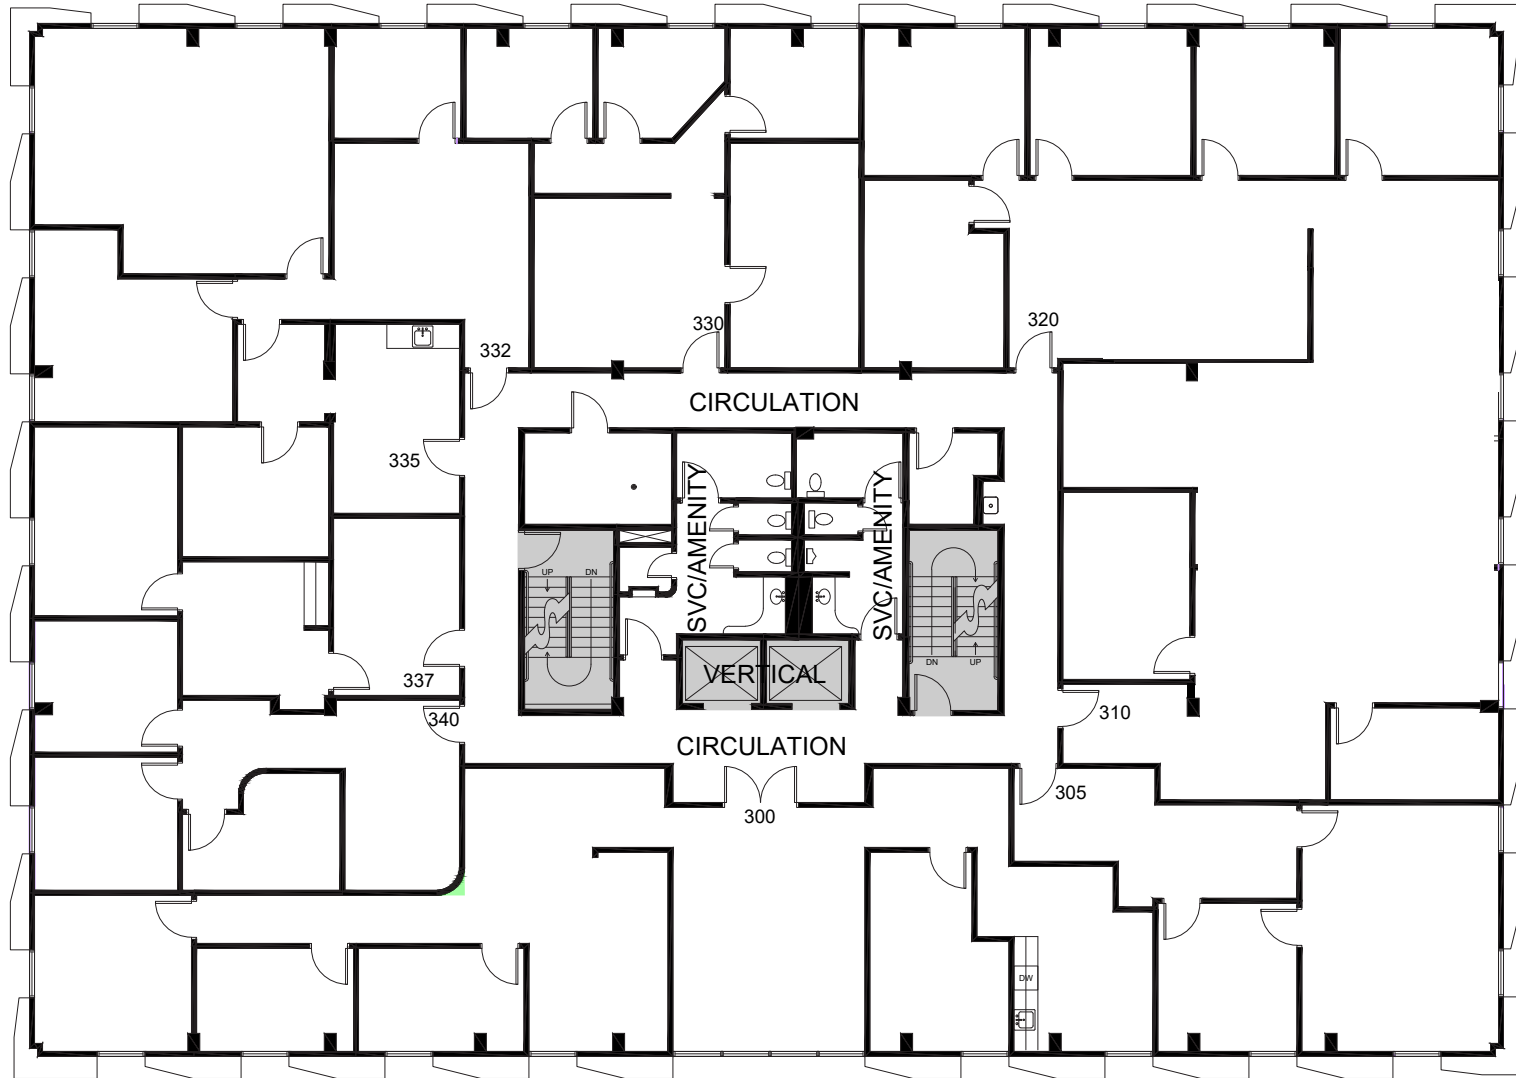 320
330
332
CIRCULATION
335
SVC/AMENITY
SVC/AMENITY
UP
DN
DN
UP
VERTICAL
337
310
340
CIRCULATION
305
300
DW